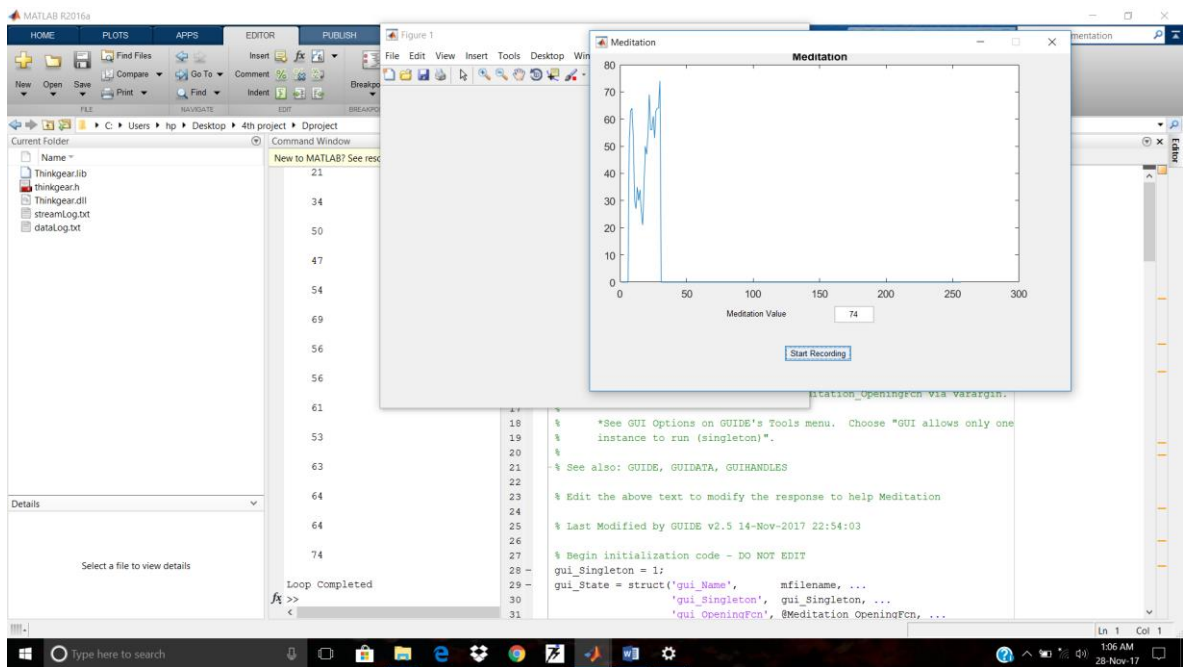 MATLAB R2016a
HOME PLOTS APPS EDITOR PUBLISH
New Open Save
Find Files
Compare
Print
Go To
Find
Insert fx
Comment
Indent
Breakpo
FILE NAVIGATE EDIT BREAKPO
C: Users hp Desktop 4th project Dproject
Current Folder
Name
Thinkgear.lib
thinkgear.h
Thinkgear.dll
streamLog.txt
dataLog.txt
Details
Select a file to view details
Command Window
New to MATLAB? See reso
21
34
50
47
54
69
56
56
61
53
63
64
64
74
Loop Completed
fx >>
Figure 1
File Edit View Insert Tools Desktop Win
Meditation
Meditation
80
70
60
50
40
30
20
10
0
0 50 100 150 200 250 300
Meditation Value 74
Start Recording
mentation
Editor
itation_OpeningFcn via varargin.
17 %
18 % *See GUI Options on GUIDE's Tools menu. Choose "GUI allows only one
19 % instance to run (singleton)".
20 %
21 % See also: GUIDE, GUIDATA, GUIHANDLES
22
23 % Edit the above text to modify the response to help Meditation
24
25 % Last Modified by GUIDE v2.5 14-Nov-2017 22:54:03
26
27 % Begin initialization code - DO NOT EDIT
28 - gui_Singleton = 1;
29 - gui_State = struct('gui_Name', mfilename, ...
30 'gui_Singleton', gui_Singleton, ...
31 'gui_OpeningFcn', @Meditation_OpeningFcn, ...
Ln 1 Col 1
Type here to search
1:06 AM
28-Nov-17